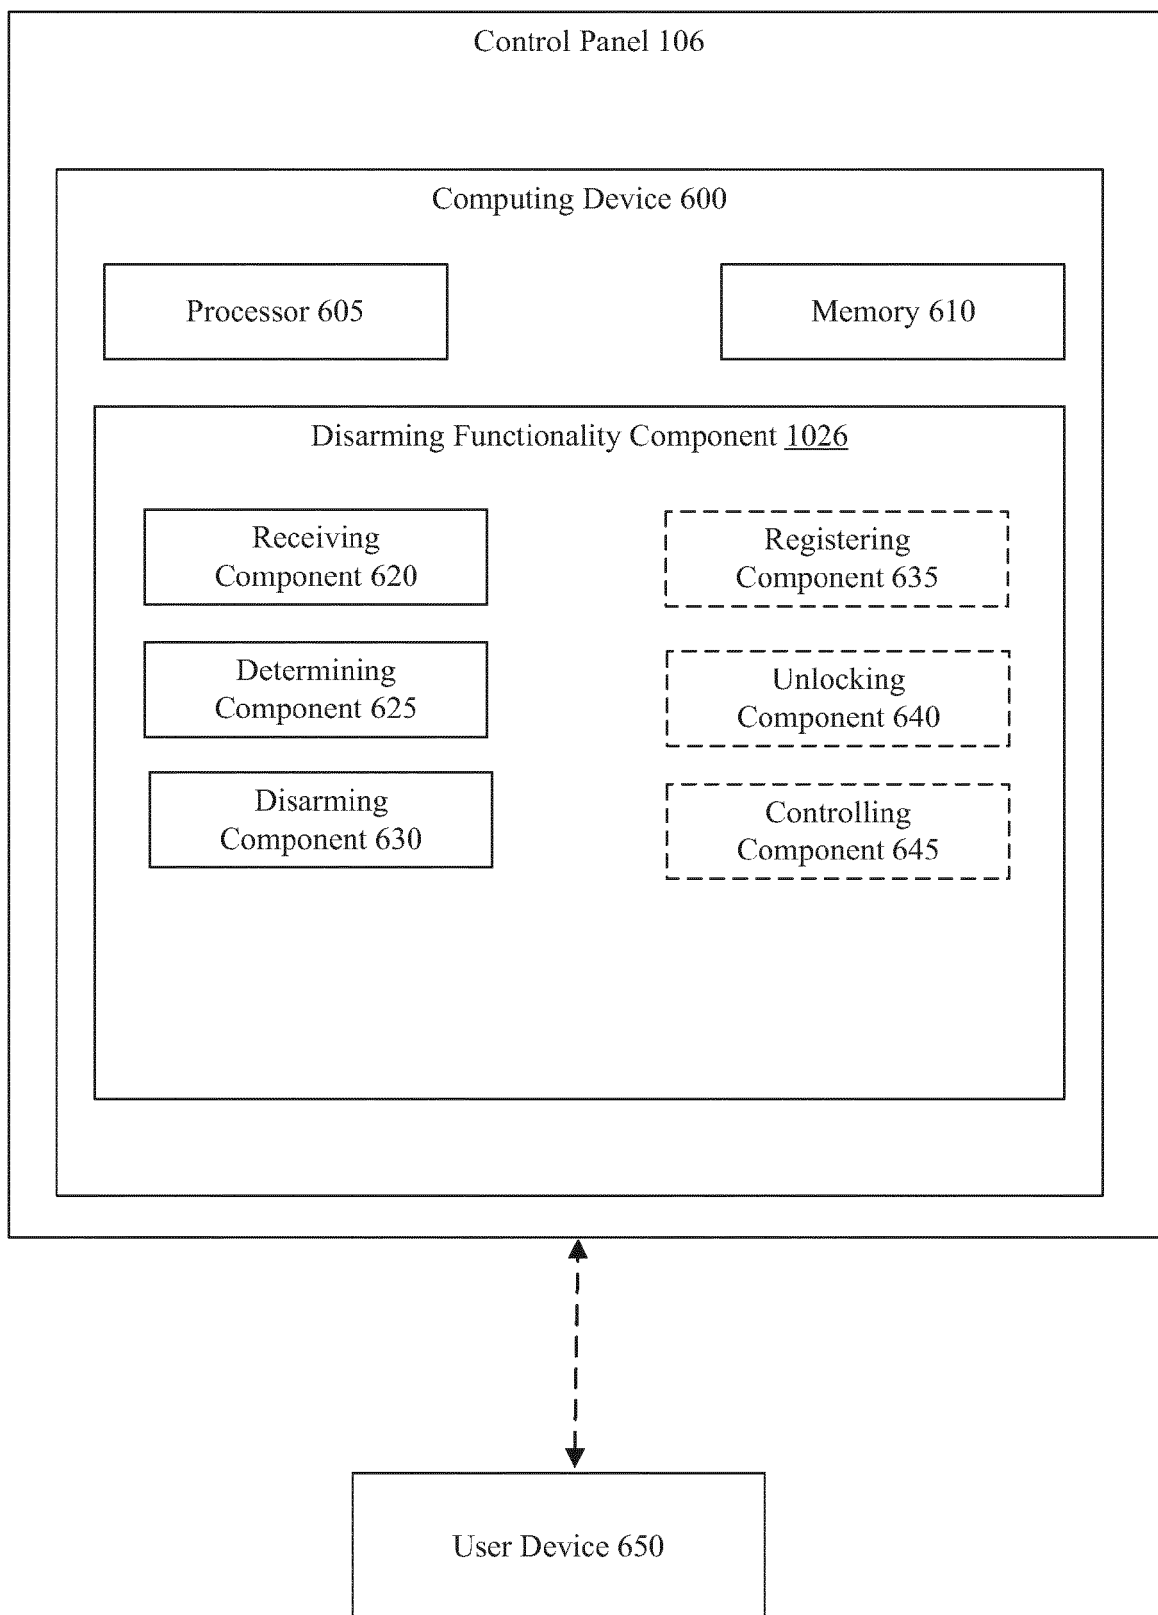 Control Panel 106
Computing Device 600
Processor 605
Memory 610
Disarming Functionality Component 1026
Receiving
Component 620
Registering
Component 635
Determining
Component 625
Unlocking
Component 640
Disarming
Component 630
Controlling
Component 645
User Device 650